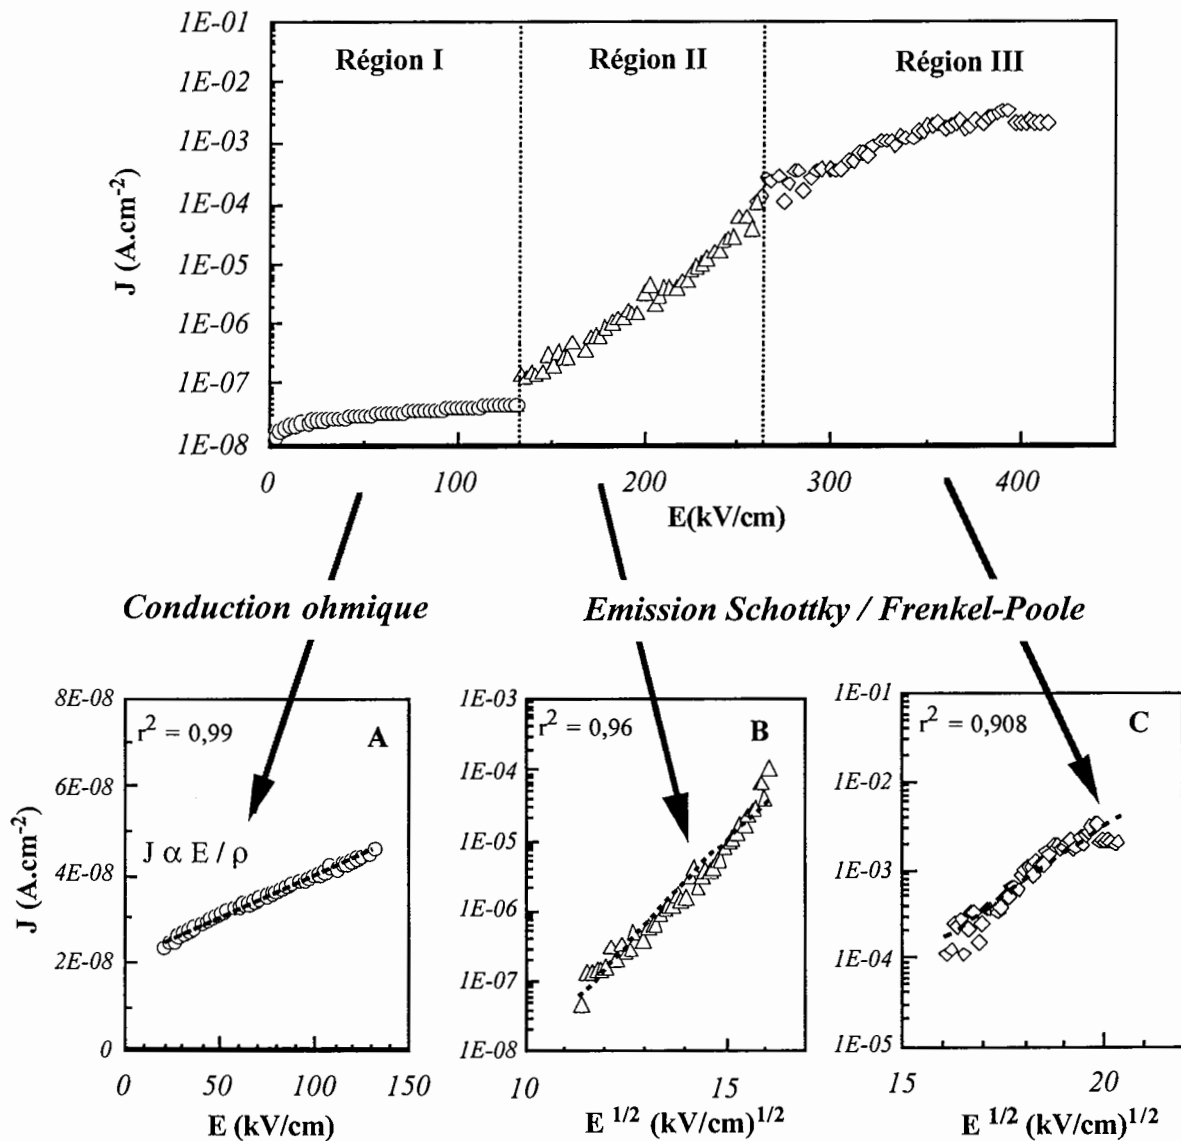 1E-01
Région I Région II Région III
1E-02
1E-03
1E-04
J (A.cm-2)
1E-05
1E-06
1E-07
1E-08
0 100 200 300 400
E(kV/cm)
Conduction ohmique Emission Schottky / Frenkel-Poole
8E-08
r2 = 0,99 A
6E-08
J α E / ρ
4E-08
J (A.cm-2)
2E-08
0
0 50 100 150
E (kV/cm)
1E-03
r2 = 0,96 B
1E-04
1E-05
1E-06
1E-07
1E-08
10 15
E 1/2 (kV/cm)1/2
1E-01
r2 = 0,908 C
1E-02
1E-03
1E-04
1E-05
15 20
E 1/2 (kV/cm)1/2